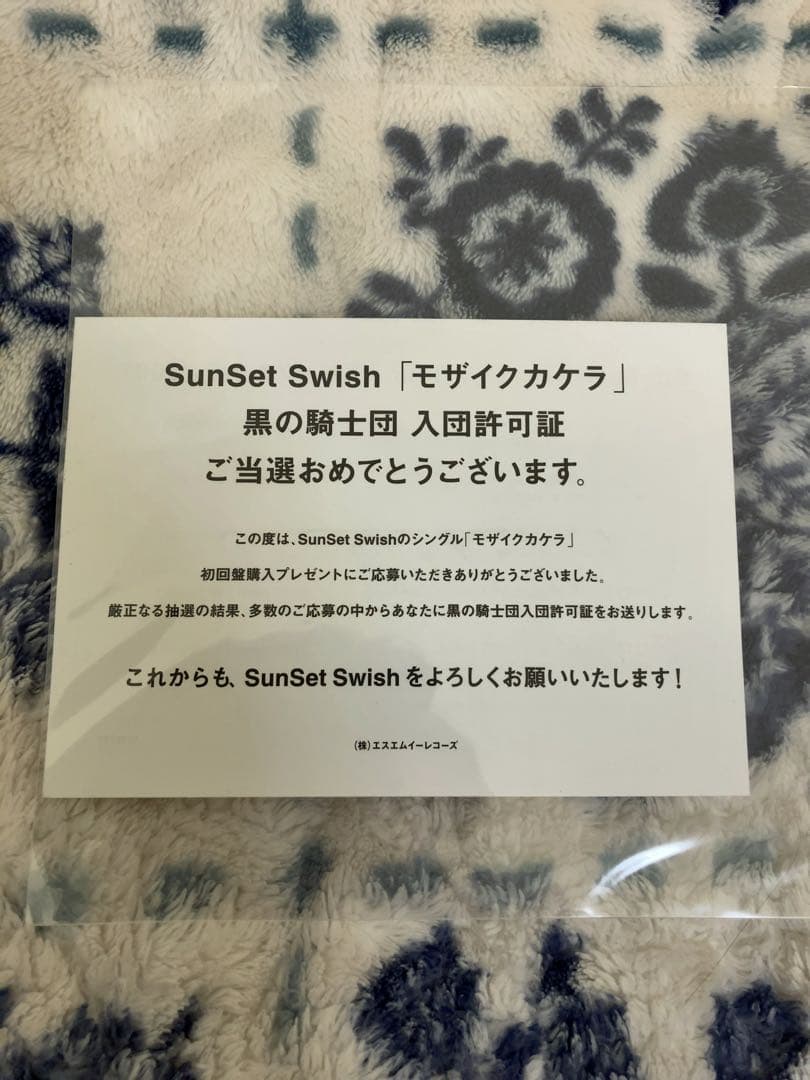 SunSet Swish「モザイクカケラ」
黒の騎士団 入団許可証
ご当選おめでとうございます。
この度は、SunSet Swishのシングル「モザイクカケラ」
初回盤購入プレゼントにご応募いただきありがとうございました。
厳正なる抽選の結果、多数のご応募の中からあなたに黒の騎士団入団許可証をお送りします。
これからも、SunSet Swish をよろしくお願いいたします！
（株）エスエムイーレコーズ